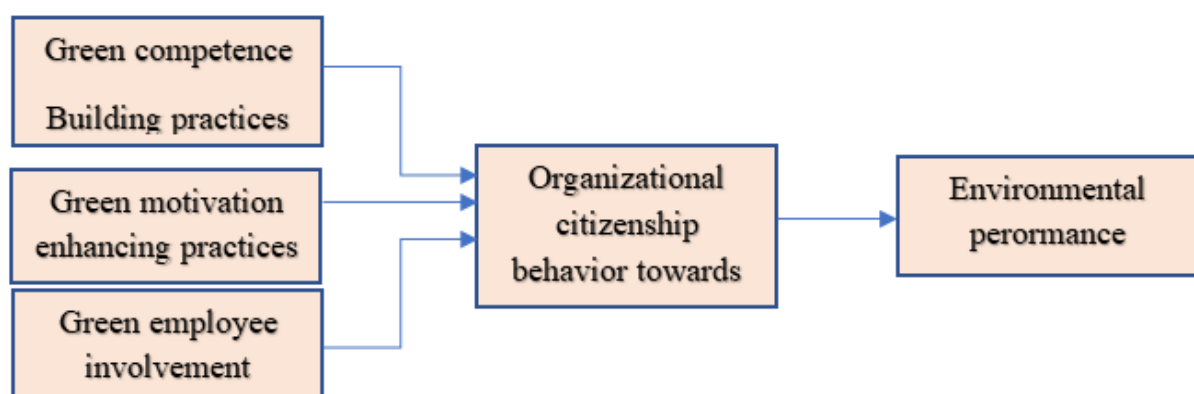 Green competence
Building practices
Green motivation
enhancing practices
Green employee
involvement
Organizational
citizenship
behavior towards
Environmental
perormance